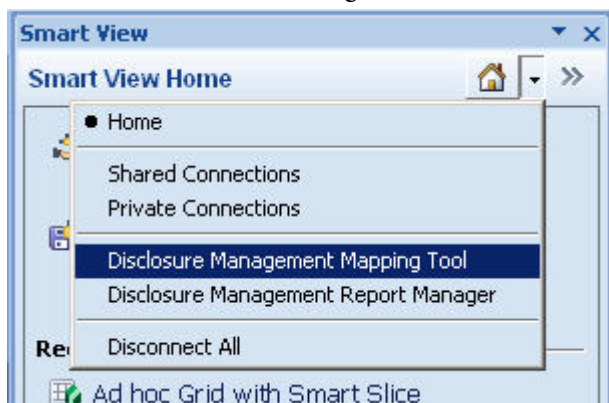 Smart View
Smart View Home
Home
Shared Connections
Private Connections
Disclosure Management Mapping Tool
Disclosure Management Report Manager
Disconnect All
Ad hoc Grid with Smart Slice